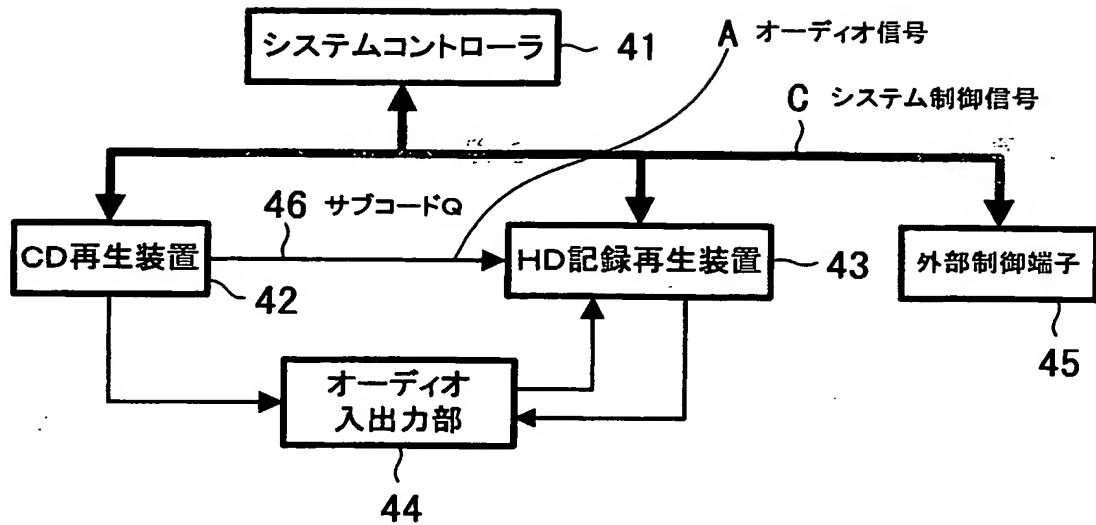 システムコントローラ 41
A オーディオ信号
C システム制御信号
46 サブコードQ
CD再生装置
42
HD記録再生装置 43
外部制御端子
45
オーディオ
入出力部
44